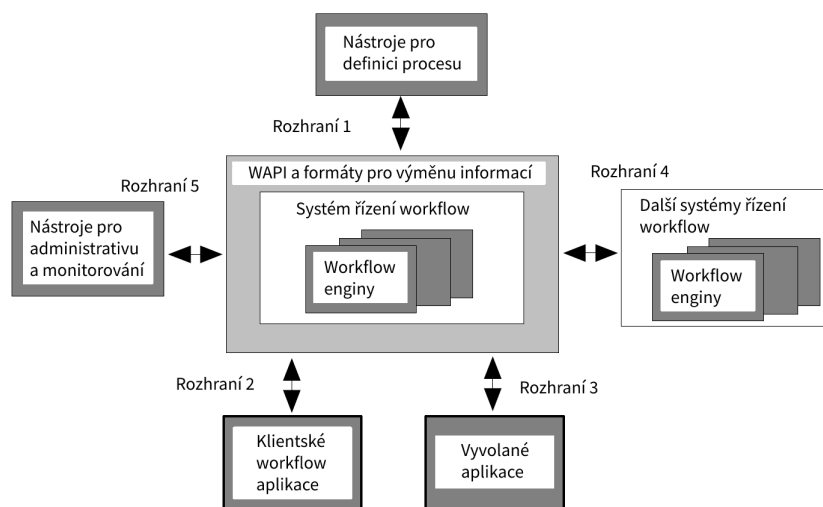 Nástroje pro
definici procesu
Rozhraní 1
WAPI a formáty pro výměnu informací
Rozhraní 5
Rozhraní 4
Systém řízení workflow
Další systémy řízení
workflow
Nástroje pro
administrativu
a monitorování
Workflow
enginy
Workflow
enginy
Rozhraní 2
Rozhraní 3
Klientské
workflow
aplikace
Vyvolané
aplikace